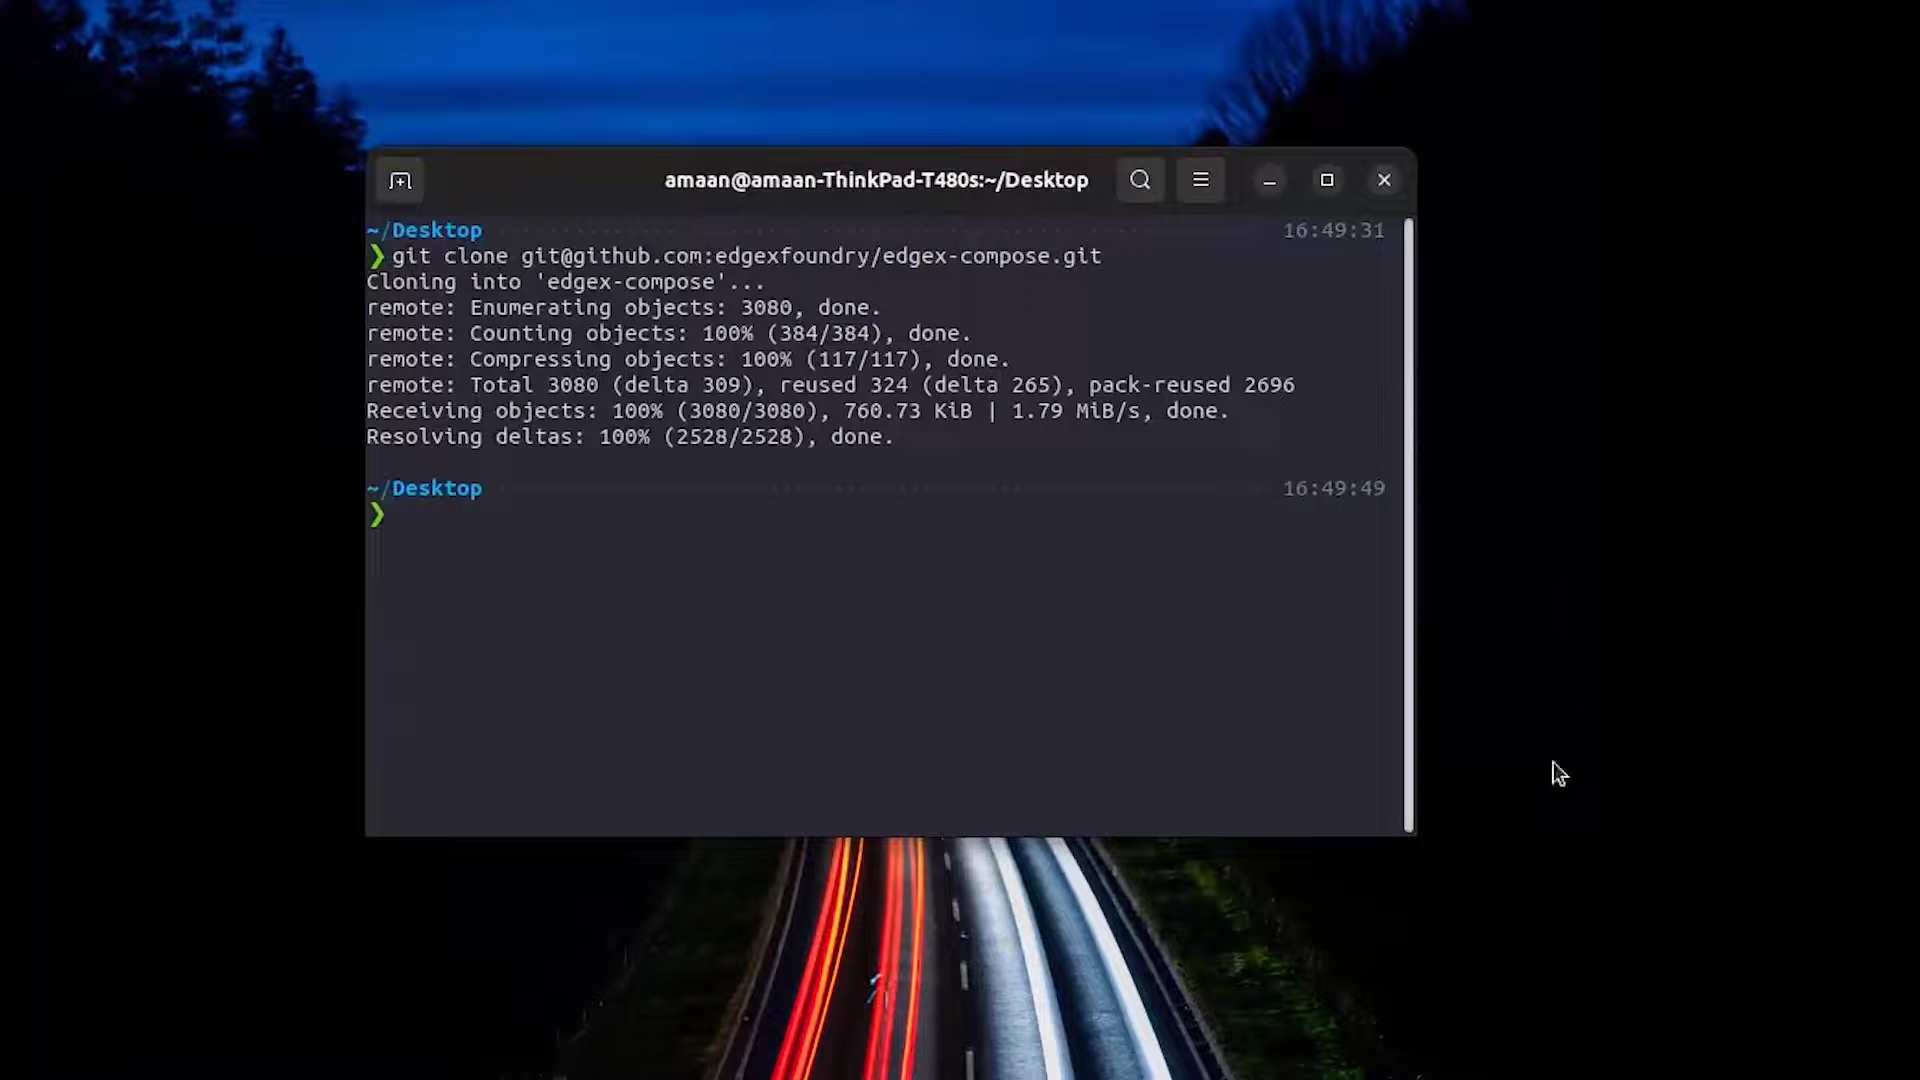 amaan@amaan-ThinkPad-T480s:~/Desktop
~/Desktop 16:49:31
❯ git clone git@github.com:edgexfoundry/edgex-compose.git
Cloning into 'edgex-compose'...
remote: Enumerating objects: 3080, done.
remote: Counting objects: 100% (384/384), done.
remote: Compressing objects: 100% (117/117), done.
remote: Total 3080 (delta 309), reused 324 (delta 265), pack-reused 2696
Receiving objects: 100% (3080/3080), 760.73 KiB | 1.79 MiB/s, done.
Resolving deltas: 100% (2528/2528), done.
~/Desktop 16:49:49
❯